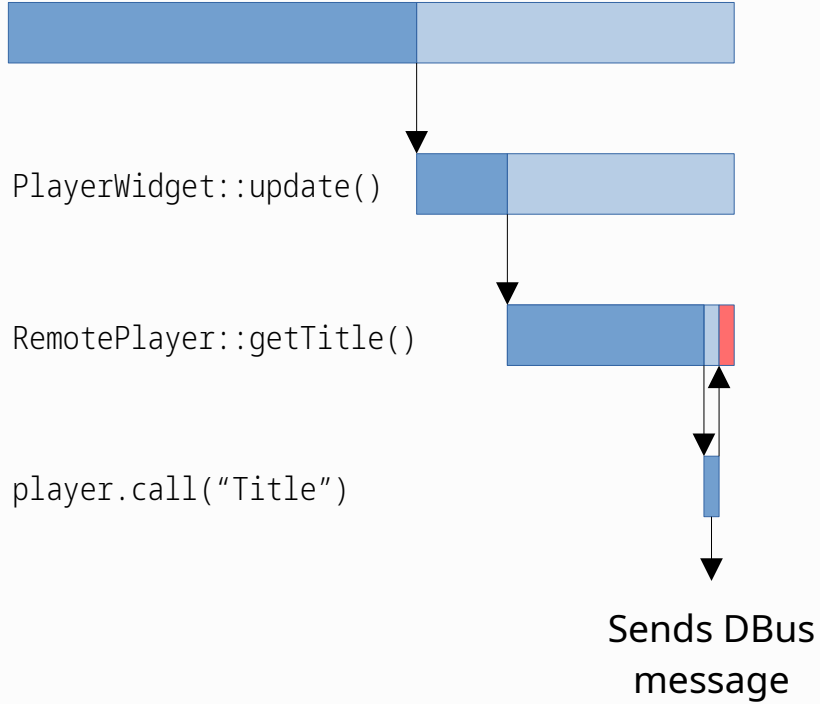 PlayerWidget::update()
RemotePlayer::getTitle()
player.call(“Title”)
Sends DBus
message